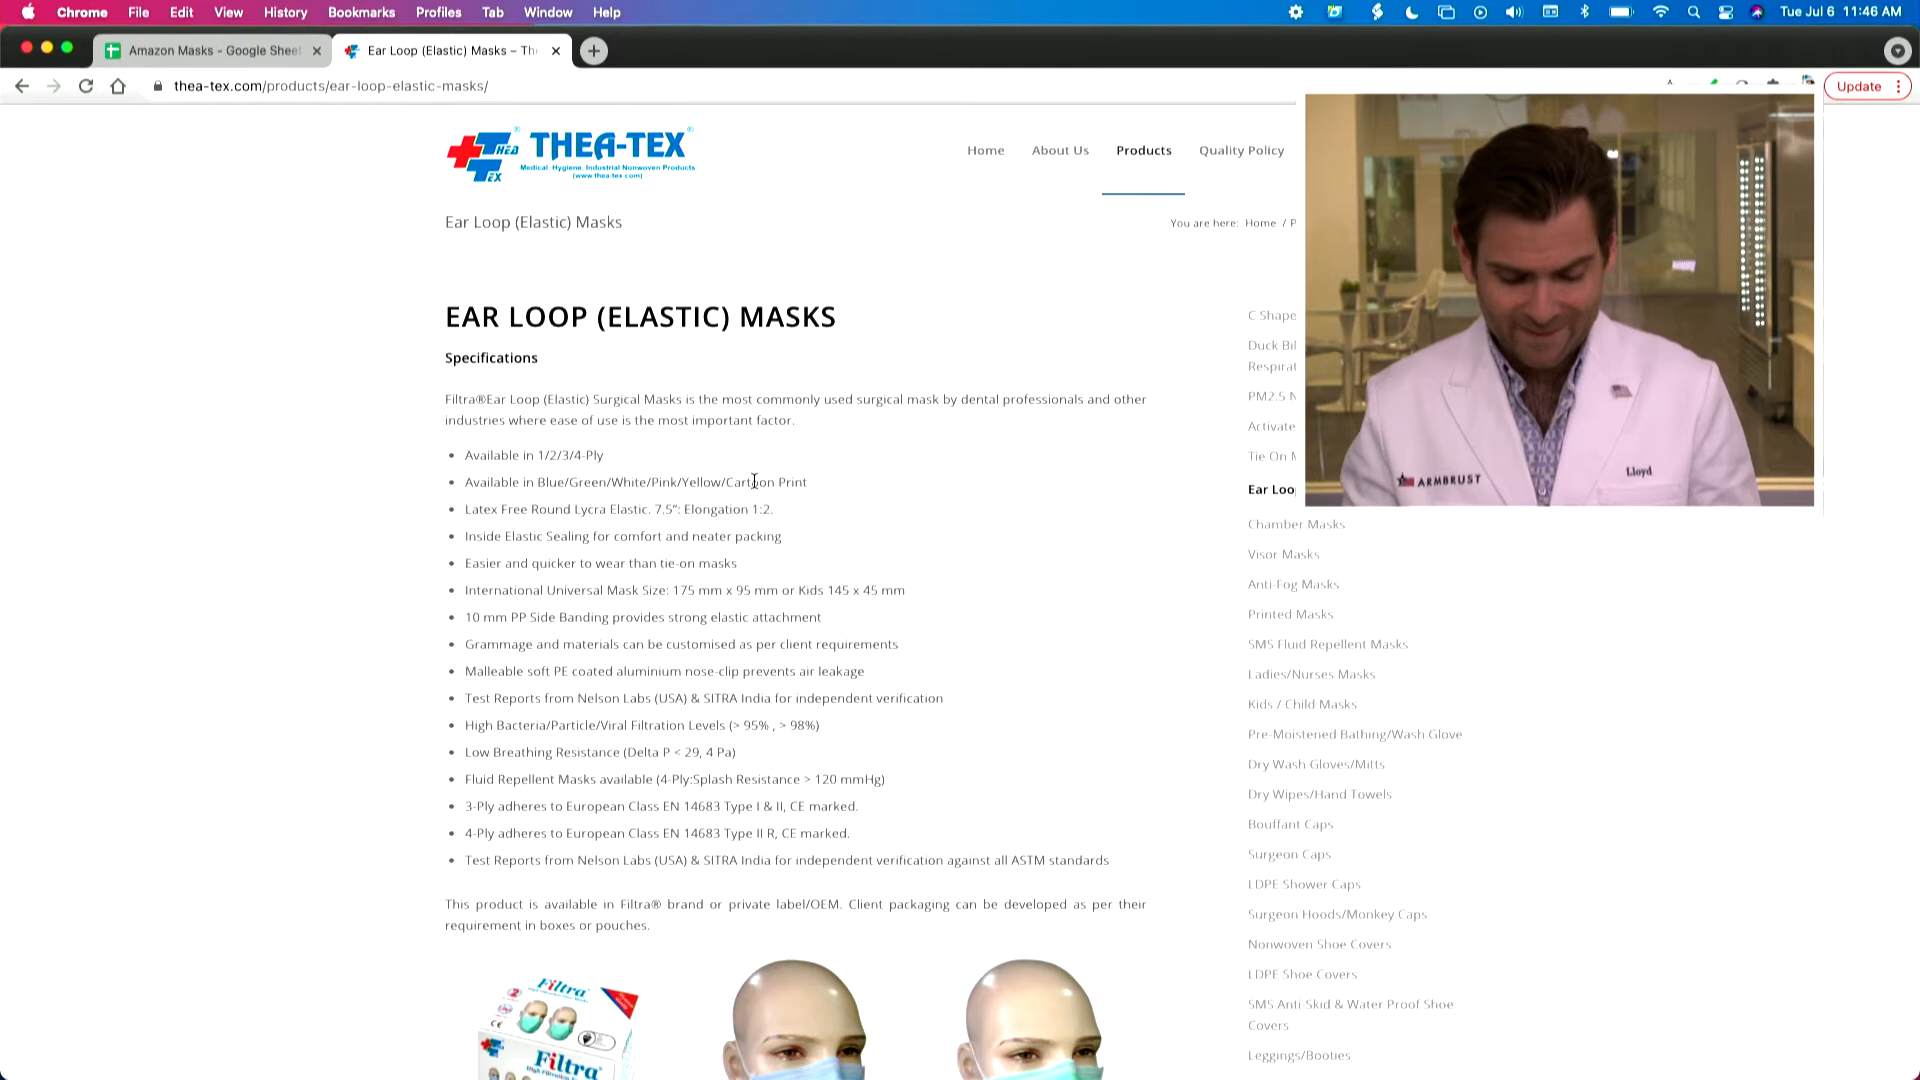 Chrome File Edit View History Bookmarks Profiles Tab Window Help
Tue Jul 6 11:46 AM
Amazon Masks - Google Sheet
Ear Loop (Elastic) Masks – Th
thea-tex.com/products/ear-loop-elastic-masks/
Update
THEA TEX
THEA-TEX
Medical, Hygiene, Industrial Nonwoven Products
(www.thea-tex.com)
Home About Us Products Quality Policy
Ear Loop (Elastic) Masks
You are here: Home / P
EAR LOOP (ELASTIC) MASKS
Specifications
Filtra®Ear Loop (Elastic) Surgical Masks is the most commonly used surgical mask by dental professionals and other
industries where ease of use is the most important factor.
Available in 1/2/3/4-Ply
Available in Blue/Green/White/Pink/Yellow/Cartoon Print
Latex Free Round Lycra Elastic. 7.5”: Elongation 1:2.
Inside Elastic Sealing for comfort and neater packing
Easier and quicker to wear than tie-on masks
International Universal Mask Size: 175 mm x 95 mm or Kids 145 x 45 mm
10 mm PP Side Banding provides strong elastic attachment
Grammage and materials can be customised as per client requirements
Malleable soft PE coated aluminium nose-clip prevents air leakage
Test Reports from Nelson Labs (USA) & SITRA India for independent verification
High Bacteria/Particle/Viral Filtration Levels (> 95% , > 98%)
Low Breathing Resistance (Delta P < 29, 4 Pa)
Fluid Repellent Masks available (4-Ply:Splash Resistance > 120 mmHg)
3-Ply adheres to European Class EN 14683 Type I & II, CE marked.
4-Ply adheres to European Class EN 14683 Type II R, CE marked.
Test Reports from Nelson Labs (USA) & SITRA India for independent verification against all ASTM standards
This product is available in Filtra® brand or private label/OEM. Client packaging can be developed as per their
requirement in boxes or pouches.
Filtra
Filtra
C Shape
Duck Bil
Respirat
PM2.5 N
Activate
Tie On M
Ear Loo
Chamber Masks
Visor Masks
Anti-Fog Masks
Printed Masks
SMS Fluid Repellent Masks
Ladies/Nurses Masks
Kids / Child Masks
Pre-Moistened Bathing/Wash Glove
Dry Wash Gloves/Mitts
Dry Wipes/Hand Towels
Bouffant Caps
Surgeon Caps
LDPE Shower Caps
Surgeon Hoods/Monkey Caps
Nonwoven Shoe Covers
LDPE Shoe Covers
SMS Anti-Skid & Water Proof Shoe
Covers
Leggings/Booties
ARMBRUST
Lloyd